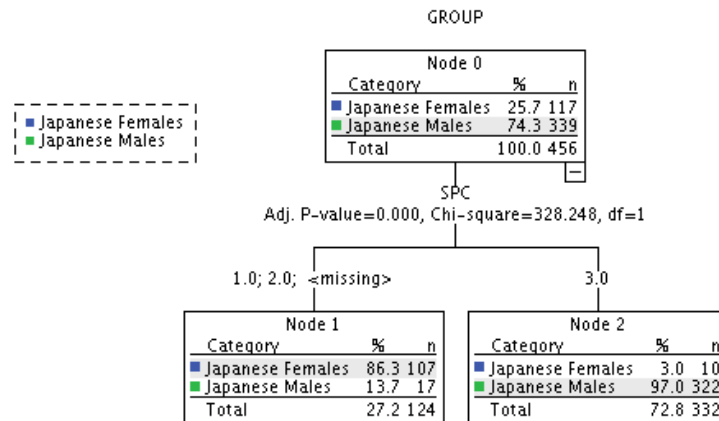 GROUP
Node 0
Category % n
Japanese Females 25.7 117
Japanese Males 74.3 339
Total 100.0 456
Japanese Females
Japanese Males
SPC
Adj. P-value=0.000, Chi-square=328.248, df=1
1.0; 2.0; <missing>
3.0
Node 1
Category % n
Japanese Females 86.3 107
Japanese Males 13.7 17
Total 27.2 124
Node 2
Category % n
Japanese Females 3.0 10
Japanese Males 97.0 322
Total 72.8 332